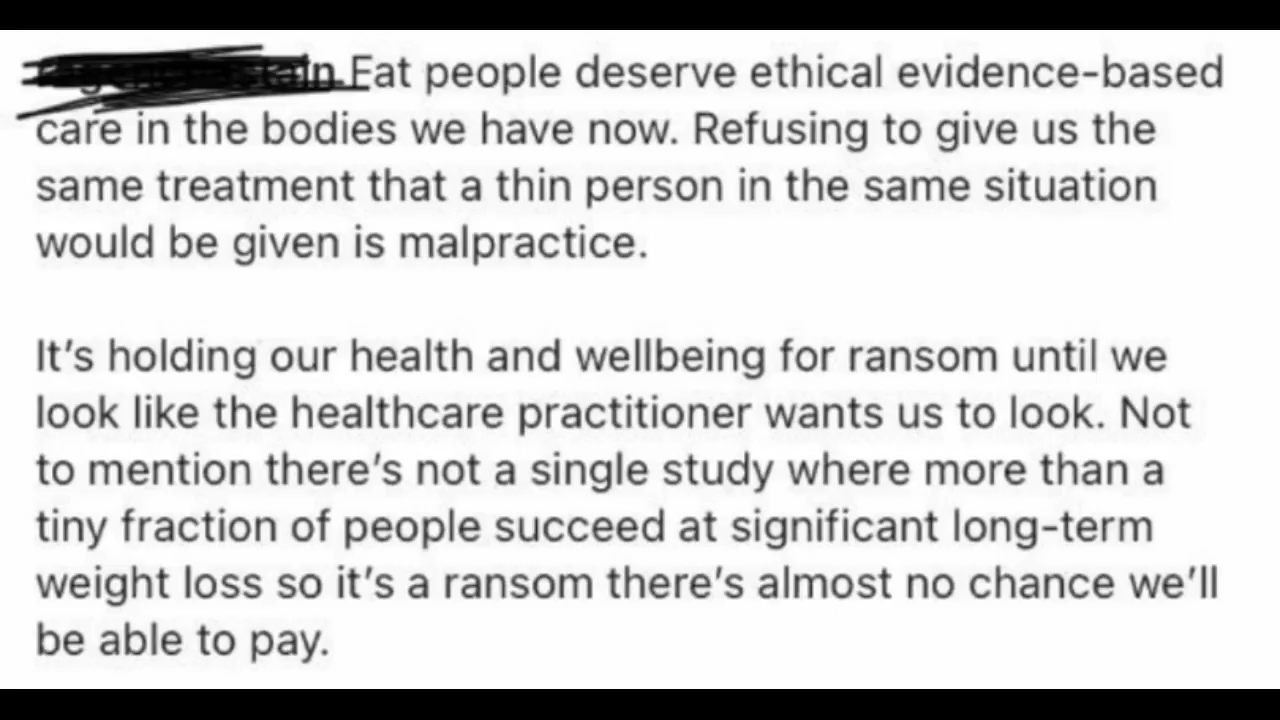 Fat people deserve ethical evidence-based
care in the bodies we have now. Refusing to give us the
same treatment that a thin person in the same situation
would be given is malpractice.
It's holding our health and wellbeing for ransom until we
look like the healthcare practitioner wants us to look. Not
to mention there's not a single study where more than a
tiny fraction of people succeed at significant long-term
weight loss so it's a ransom there's almost no chance we'll
be able to pay.